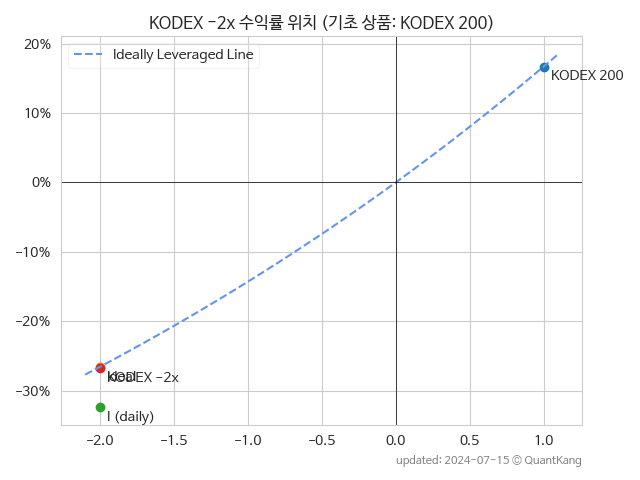 KODEX -2x 수익률 위치 (기초 상품: KODEX 200)
20%
Ideally Leveraged Line
KODEX 200
10%
0%
-10%
-20%
KODEX -2x
-30%
I (daily)
-2.0 -1.5 -1.0 -0.5 0.0 0.5 1.0
updated: 2024-07-15 © QuantKang